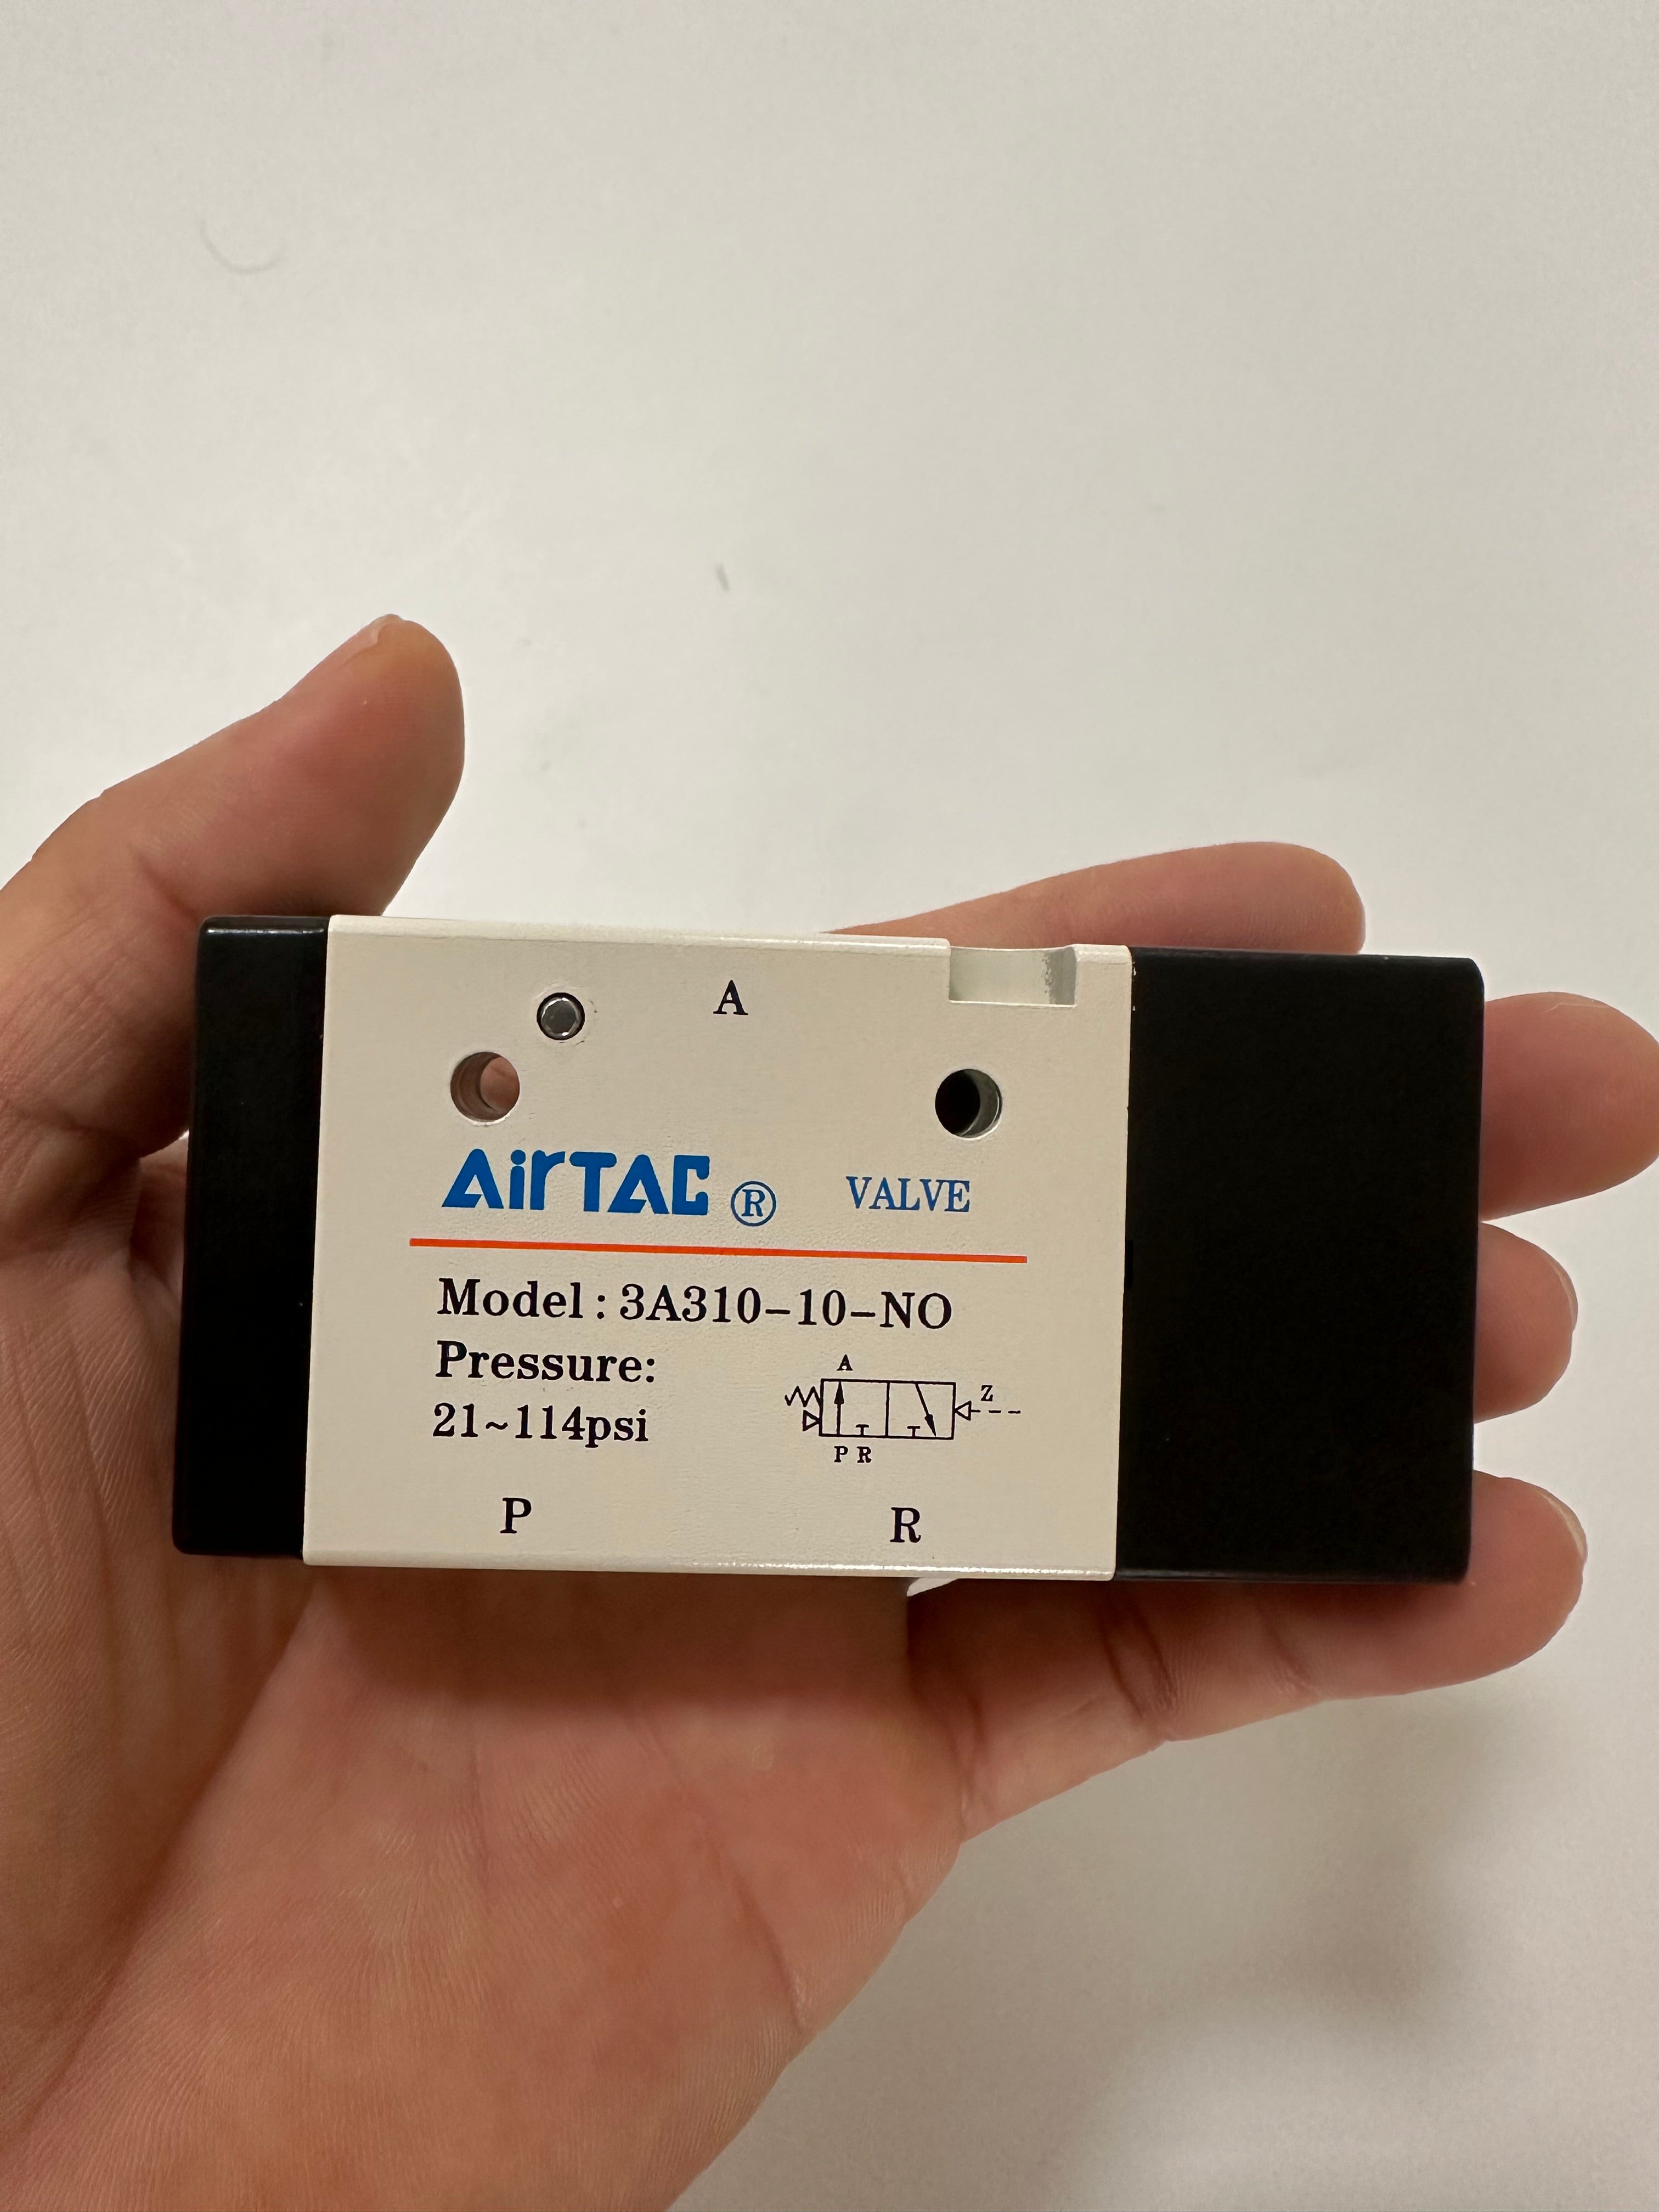 A
AirTAC ® VALVE
Model : 3A310-10-NO
Pressure:
21~114psi
A
Z
P R
P R